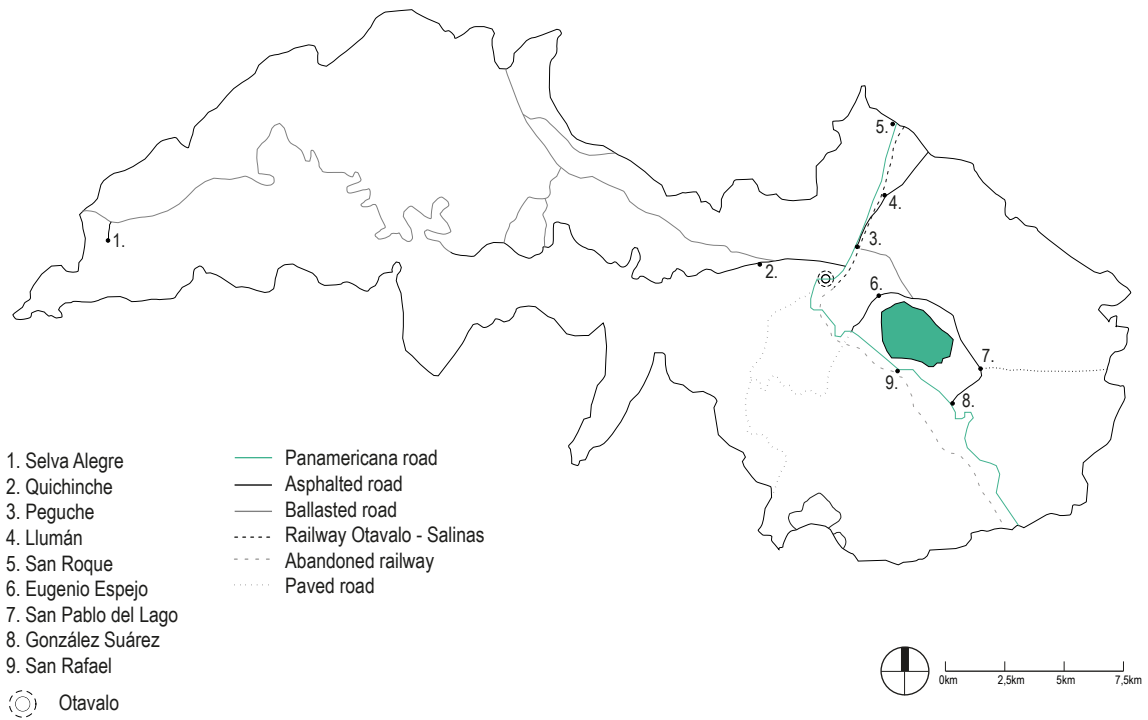 5.
4.
1.
3.
2.
6.
7.
9.
8.
1. Selva Alegre
2. Quichinche
3. Peguche
4. Llumán
5. San Roque
6. Eugenio Espejo
7. San Pablo del Lago
8. González Suárez
9. San Rafael
Otavalo
Panamericana road
Asphalted road
Ballasted road
Railway Otavalo - Salinas
Abandoned railway
Paved road
0km 2,5km 5km 7,5km